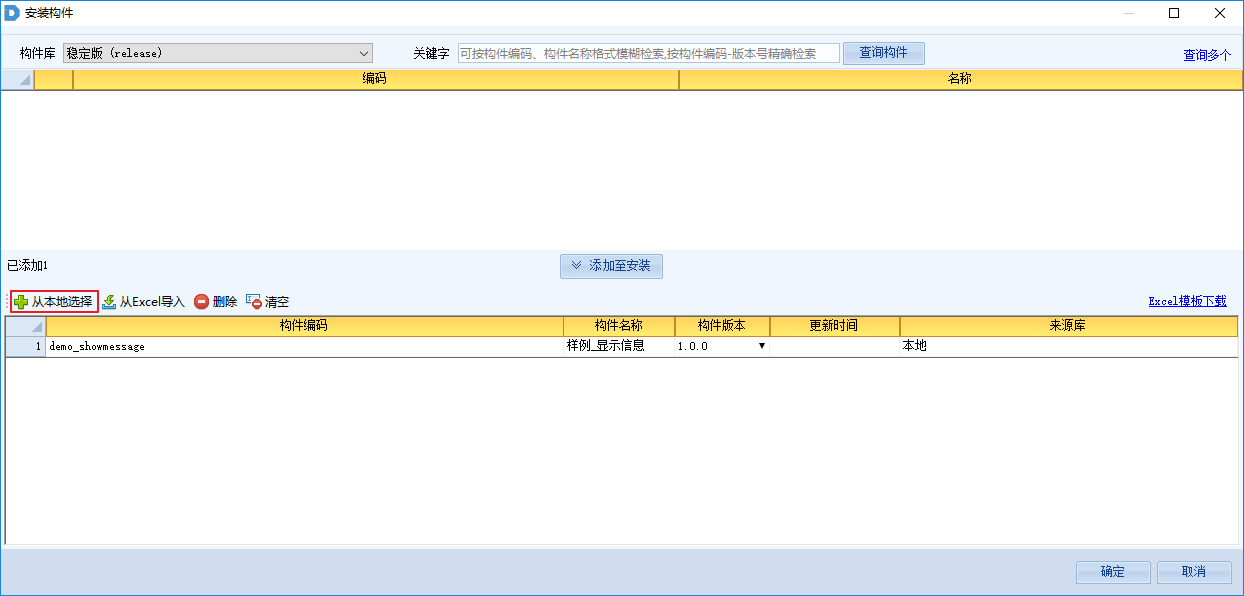 安装构件
构件库 稳定版 (release) 关键字 可按构件编码、构件名称格式模糊检索,按构件编码-版本号精确检索 查询构件 查询多个
编码 名称
已添加1 添加至安装
从本地选择 从Excel导入 删除 清空 Excel模板下载
构件编码 构件名称 构件版本 更新时间 来源库
1 demo_showmessage 样例_显示信息 1.0.0 本地
确定 取消